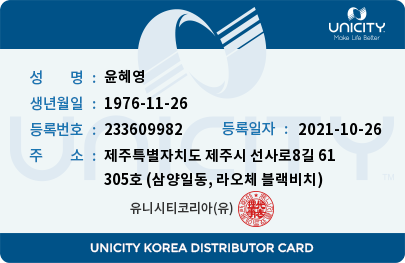 UNICITY
Make Life Better
성 명 : 윤혜영
생년월일 : 1976-11-26
등록번호 : 233609982 등록일자 : 2021-10-26
주 소 : 제주특별자치도 제주시 선사로8길 61
305호 (삼양일동, 라오체 블랙비치)
유니시티코리아(유)
UNICITY
UNICITY KOREA DISTRIBUTOR CARD